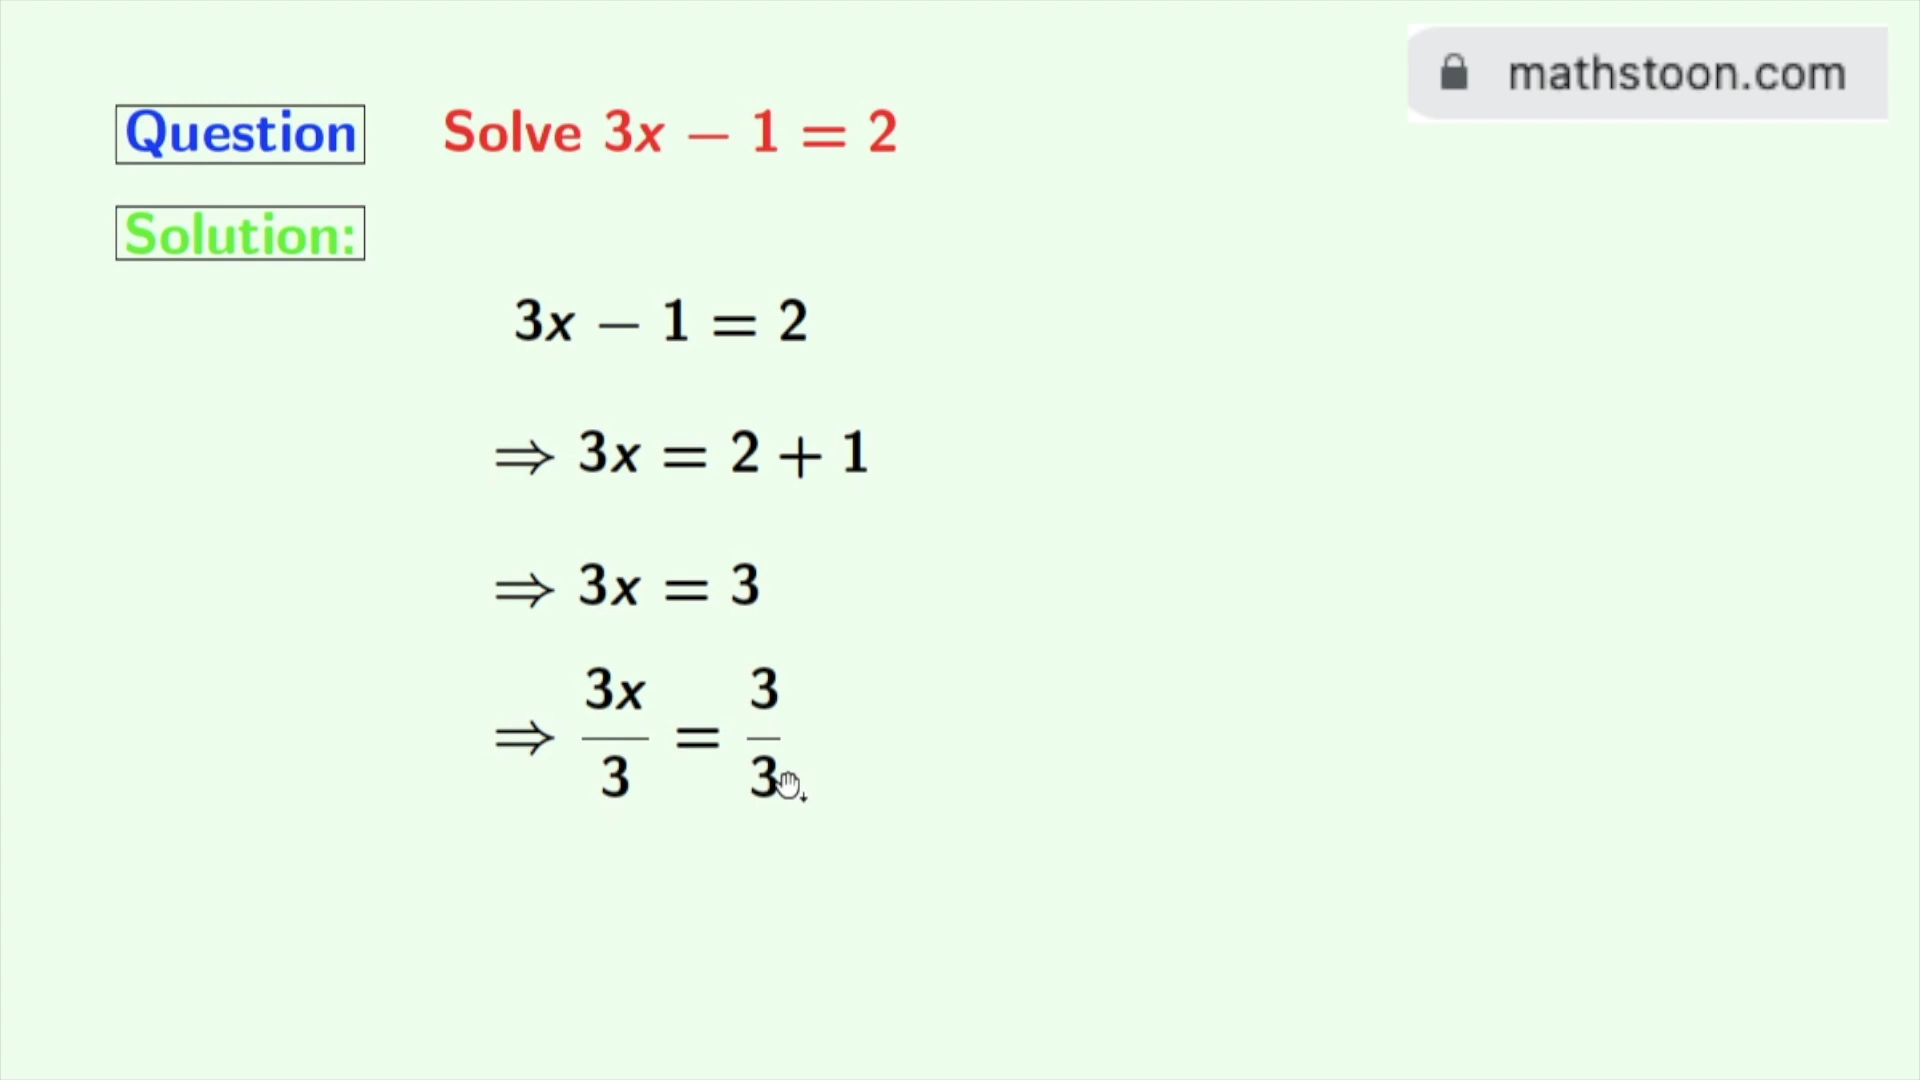 mathstoon.com
Question Solve 3x − 1 = 2
Solution:
3x − 1 = 2
⇒ 3x = 2 + 1
⇒ 3x = 3
⇒ 3x/3 = 3/3